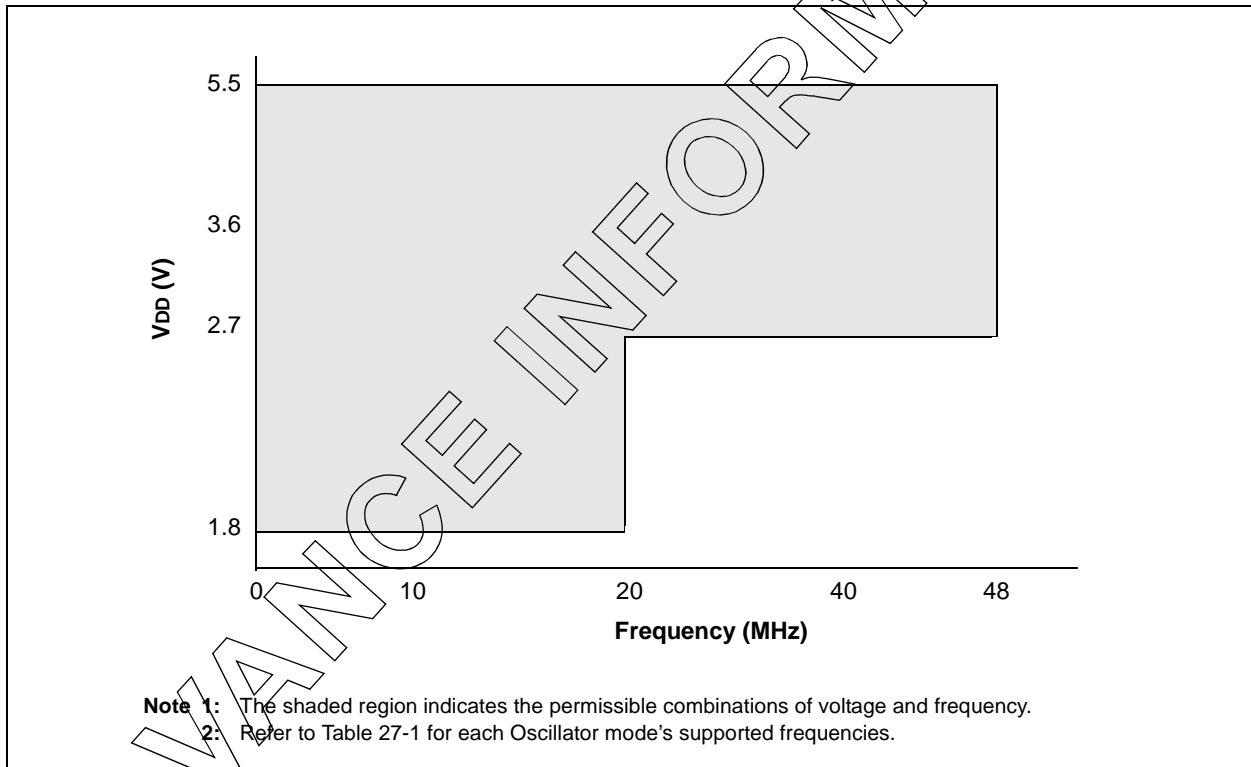 5.5
3.6
2.7
1.8
VDD (V)
0 10 20 40 48
Frequency (MHz)
Note 1: The shaded region indicates the permissible combinations of voltage and frequency.
2: Refer to Table 27-1 for each Oscillator mode's supported frequencies.
VANCE INFORM